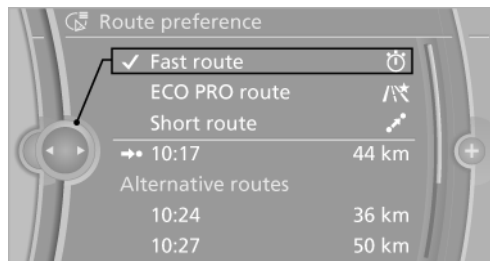 Route preference
Fast route
ECO PRO route
Short route
10:17 44 km
Alternative routes
10:24 36 km
10:27 50 km